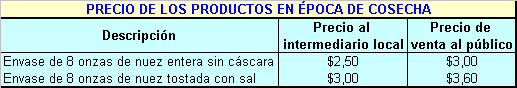 PRECIO DE LOS PRODUCTOS EN ÉPOCA DE COSECHA
Descripción Precio al intermediario local Precio de venta al público
Envase de 8 onzas de nuez entera sin cáscara $2,50 $3,00
Envase de 8 onzas de nuez tostada con sal $3,00 $3,60